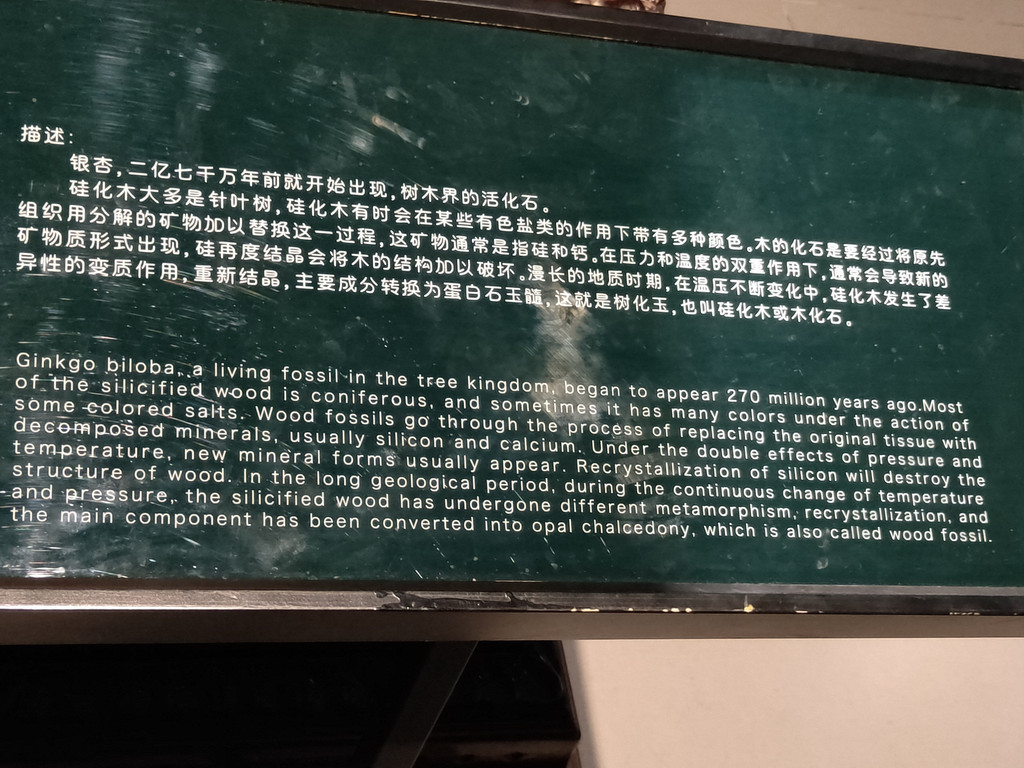 描述:
银杏,二亿七千万年前就开始出现,树木界的活化石。
硅化木大多是针叶树,硅化木有时会在某些有色盐类的作用下带有多种颜色。木的化石是要经过将原先
组织用分解的矿物加以替换这一过程,这矿物通常是指硅和钙。在压力和温度的双重作用下,通常会导致新的
矿物质形式出现,硅再度结晶会将木的结构加以破坏。漫长的地质时期,在温压不断变化中,硅化木发生了差
异性的变质作用,重新结晶,主要成分转换为蛋白石玉髓,这就是树化玉,也叫硅化木或木化石。
Ginkgo biloba, a living fossil in the tree kingdom, began to appear 270 million years ago.Most
of the silicified wood is coniferous, and sometimes it has many colors under the action of
some colored salts. Wood fossils go through the process of replacing the original tissue with
decomposed minerals, usually silicon and calcium. Under the double effects of pressure and
temperature, new mineral forms usually appear. Recrystallization of silicon will destroy the
structure of wood. In the long geological period, during the continuous change of temperature
and pressure, the silicified wood has undergone different metamorphism, recrystallization, and
the main component has been converted into opal chalcedony, which is also called wood fossil.